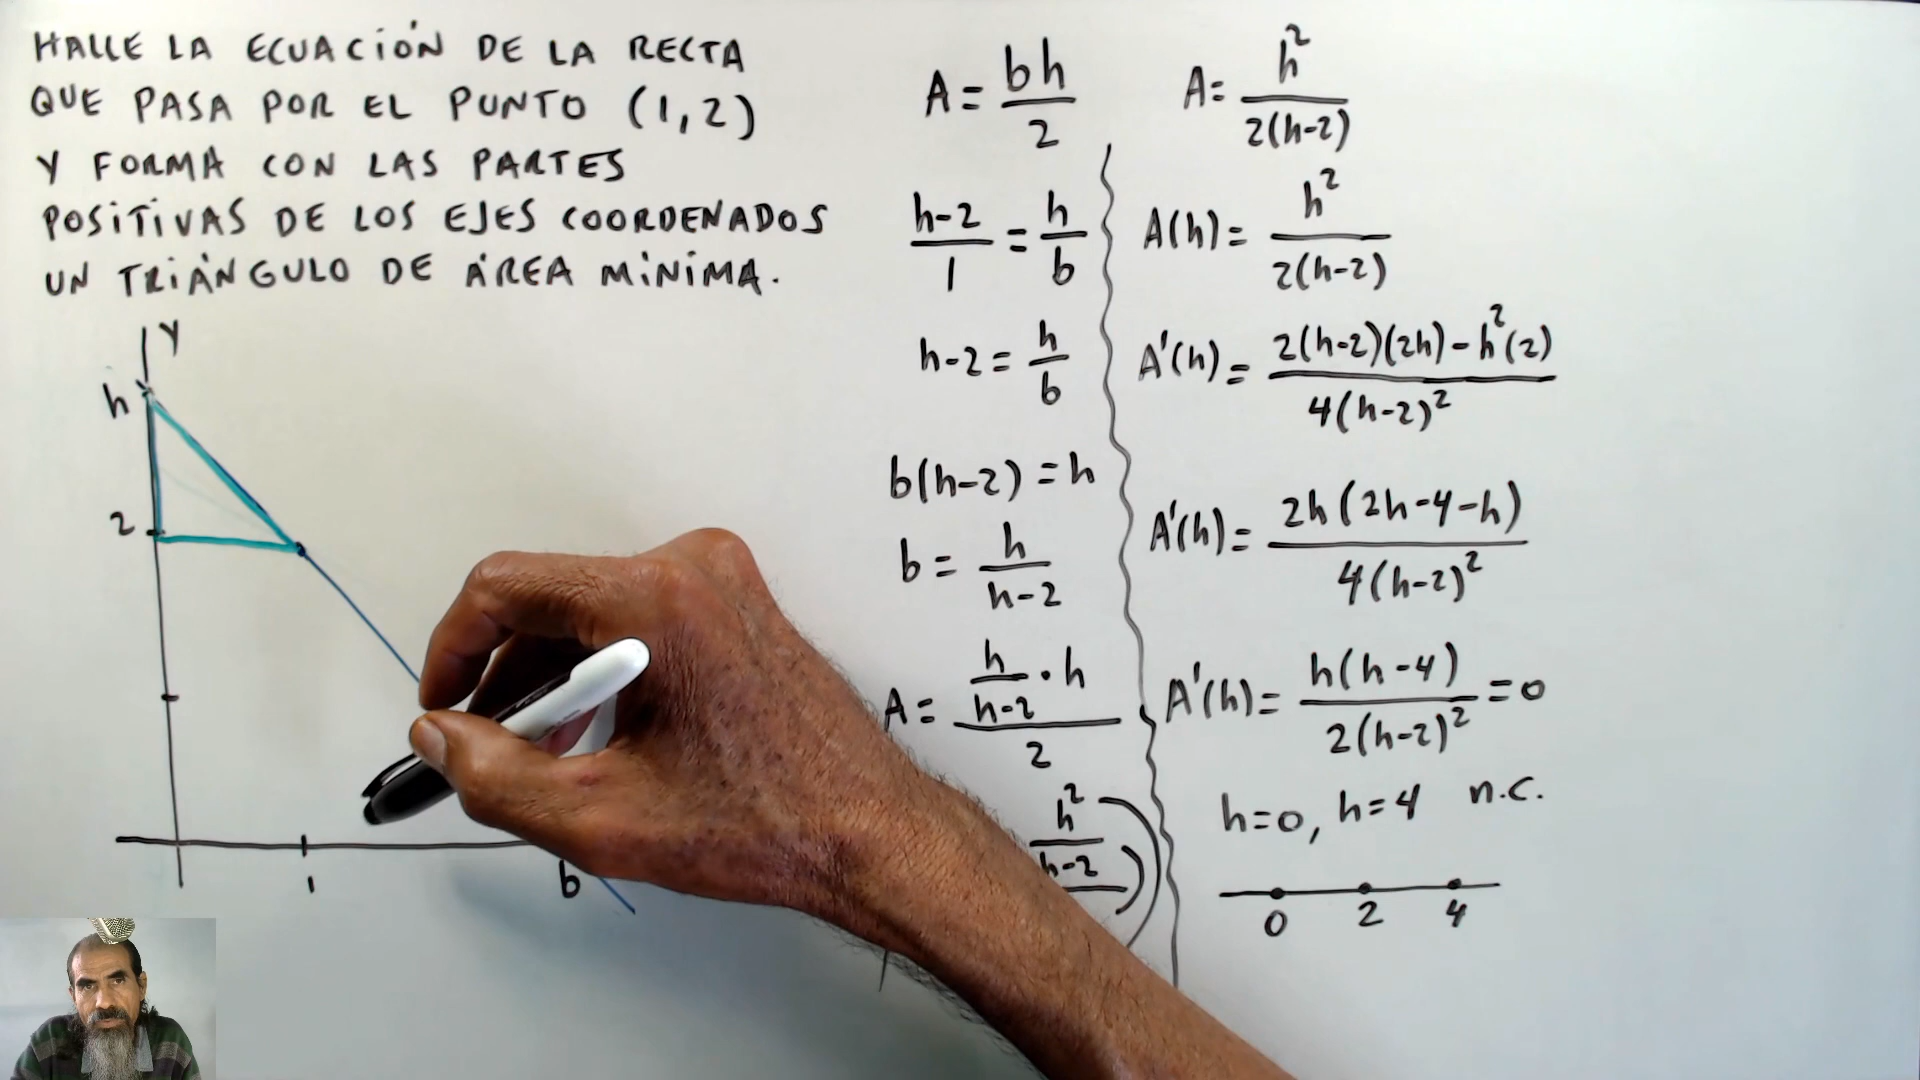 HALLE LA ECUACIÓN DE LA RECTA
QUE PASA POR EL PUNTO (1,2)
Y FORMA CON LAS PARTES
POSITIVAS DE LOS EJES COORDENADOS
UN TRIÁNGULO DE ÁREA MÍNIMA.
y
h
2
1
b
A = bh/2
(h-2)/1 = h/b
h-2 = h/b
b(h-2) = h
b = h/(h-2)
A = (h/(h-2) · h)/2
h²/(h-2)
A = h²/(2(h-2))
A(h) = h²/(2(h-2))
A'(h) = (2(h-2)(2h) - h²(2))/(4(h-2)²)
A'(h) = (2h(2h-4-h))/(4(h-2)²)
A'(h) = (h(h-4))/(2(h-2)²) = 0
h=0, h=4 n.c.
0 2 4